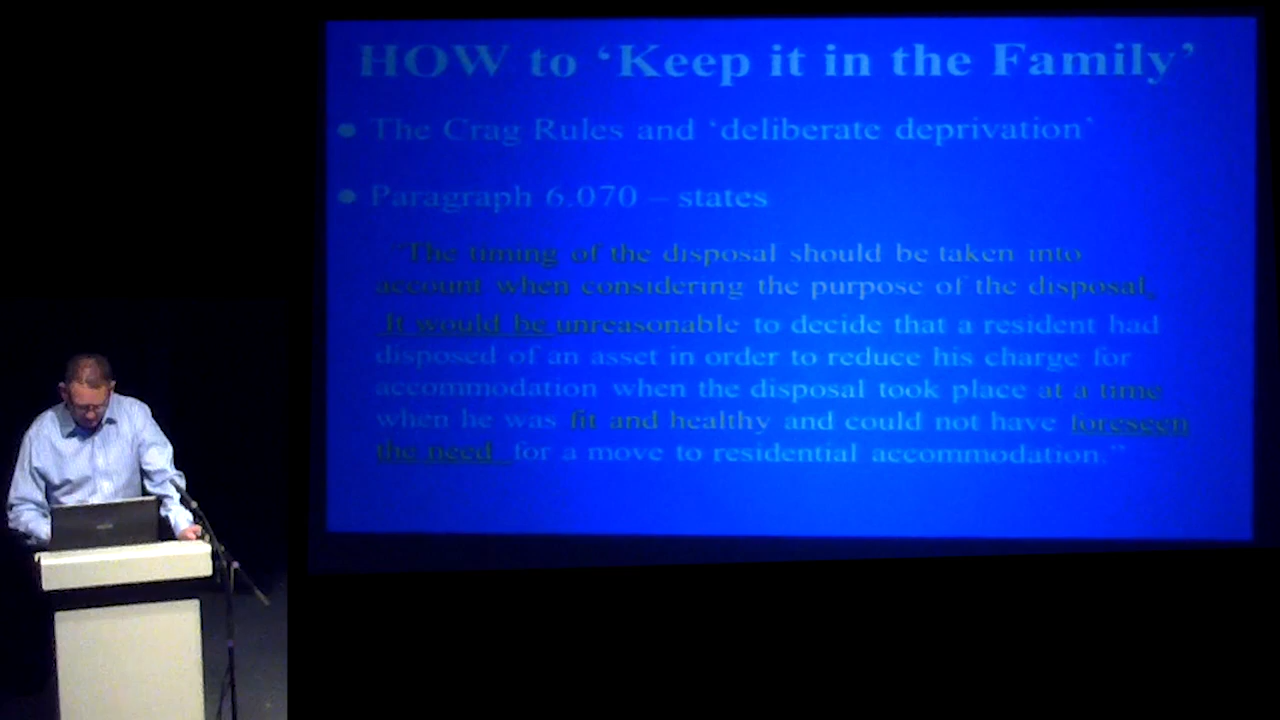 HOW to ‘Keep it in the Family’
• The Crag Rules and ‘deliberate deprivation’
• Paragraph 6.070 – states
“The timing of the disposal should be taken into
account when considering the purpose of the disposal.
It would be unreasonable to decide that a resident had
disposed of an asset in order to reduce his charge for
accommodation when the disposal took place at a time
when he was fit and healthy and could not have foreseen
the need for a move to residential accommodation.”